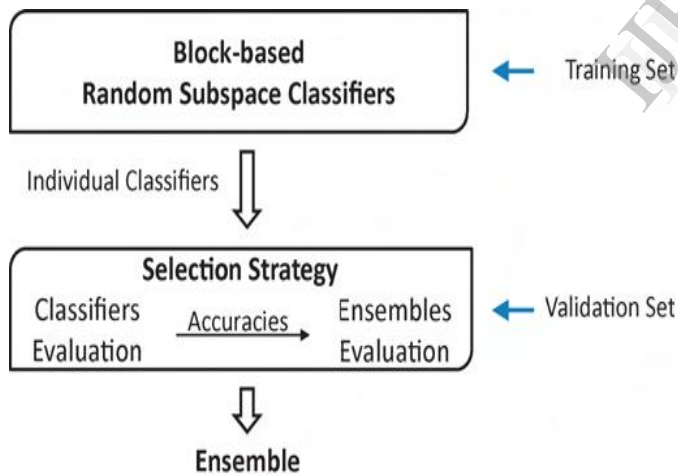 Block-based
Random Subspace Classifiers
Training Set
Individual Classifiers
Selection Strategy
Classifiers
Evaluation
Accuracies
Ensembles
Evaluation
Validation Set
Ensemble